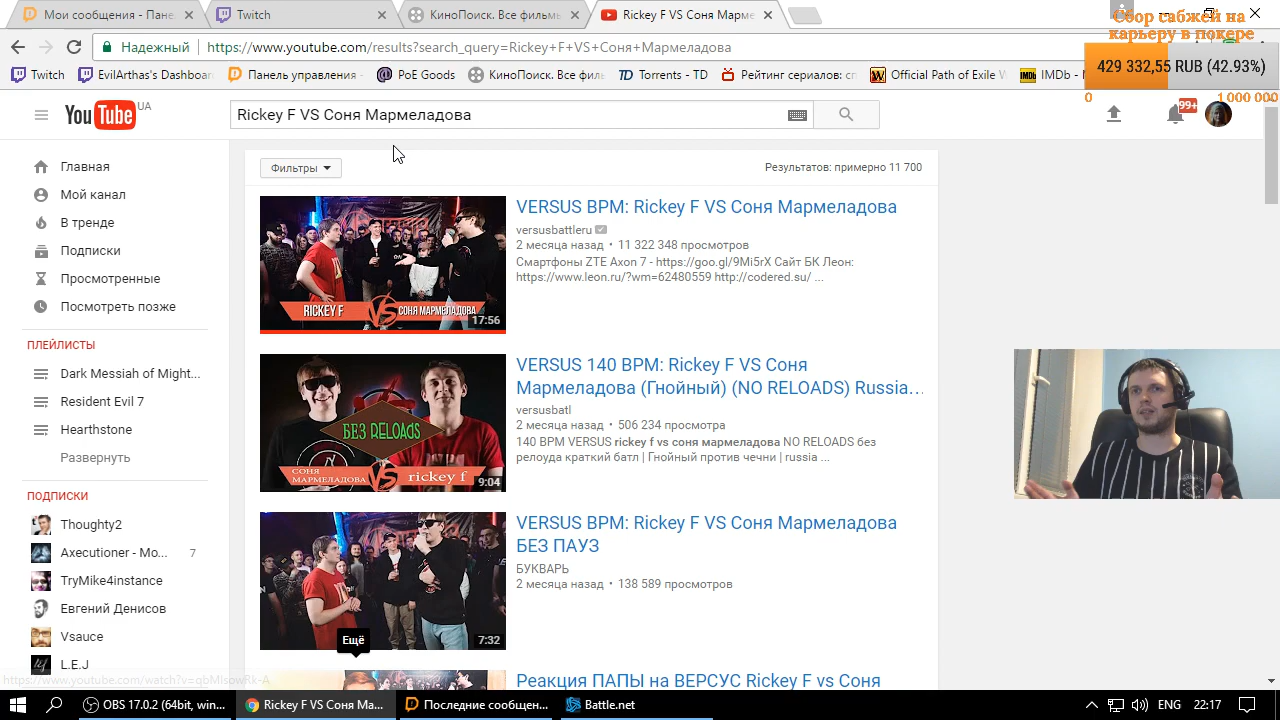 Мои сообщения - Пане
Twitch
КиноПоиск. Все фильмы
Rickey F VS Соня Марме
Сбор сабжей на
карьеру в покере
Надежный
https://www.youtube.com/results?search_query=Rickey+F+VS+Соня+Мармеладова
429 332,55 RUB (42.93%)
Twitch
EvilArthas's Dashboar
Панель управления -
PoE Goods
КиноПоиск. Все филь
Torrents - TD
Рейтинг сериалов: сп
Official Path of Exile W
IMDb - M
0
1 000 000
YouTube
UA
Rickey F VS Соня Мармеладова
99+
Главная
Мой канал
В тренде
Подписки
Просмотренные
Посмотреть позже
ПЛЕЙЛИСТЫ
Dark Messiah of Might...
Resident Evil 7
Hearthstone
Развернуть
ПОДПИСКИ
Thoughty2
Axecutioner - Mo...
7
TryMike4instance
Евгений Денисов
Vsauce
L.E.J
Фильтры
Результатов: примерно 11 700
RICKEY F
VS
СОНЯ МАРМЕЛАДОВА
17:56
VERSUS BPM: Rickey F VS Соня Мармеладова
versusbattleru
2 месяца назад • 11 322 348 просмотров
Смартфоны ZTE Axon 7 - https://goo.gl/9Mi5rX Сайт БК Леон:
https://www.leon.ru/?wm=62480559 http://codered.su/ ...
БЕЗ RELOADS
СОНЯ
МАРМЕЛАДОВА
VS
rickey f
9:04
VERSUS 140 BPM: Rickey F VS Соня
Мармеладова (Гнойный) (NO RELOADS) Russia...
versusbatl
2 месяца назад • 506 234 просмотра
140 BPM VERSUS rickey f vs соня мармеладова NO RELOADS без
релоуда краткий батл | Гнойный против чечни | russia ...
7:32
Ещё
VERSUS BPM: Rickey F VS Соня Мармеладова
БЕЗ ПАУЗ
БУКВАРЬ
2 месяца назад • 138 589 просмотров
Реакция ПАПЫ на ВЕРСУС Rickey F vs Соня
OBS 17.0.2 (64bit, win...
Rickey F VS Соня Ма...
Последние сообщен...
Battle.net
ENG
22:17